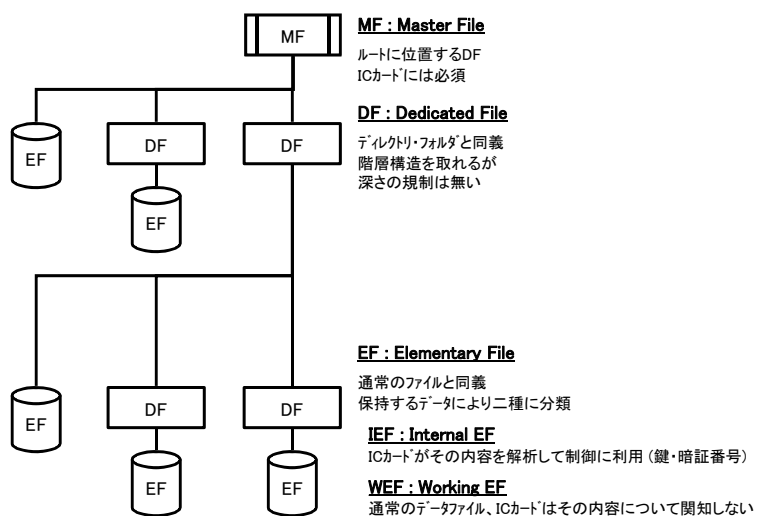 MF
MF : Master File
ルートに位置するDF
ICｶｰﾄﾞには必須
DF : Dedicated File
ﾃﾞｨﾚｸﾄﾘ・ﾌｫﾙﾀﾞと同義
階層構造を取れるが
深さの規制は無い
EF
DF
DF
EF
EF : Elementary File
通常のﾌｧｲﾙと同義
保持するﾃﾞｰﾀにより二種に分類
EF
DF
DF
IEF : Internal EF
ICｶｰﾄﾞがその内容を解析して制御に利用（鍵・暗証番号）
EF
EF
WEF : Working EF
通常のﾃﾞｰﾀﾌｧｲﾙ、ICｶｰﾄﾞはその内容について関知しない